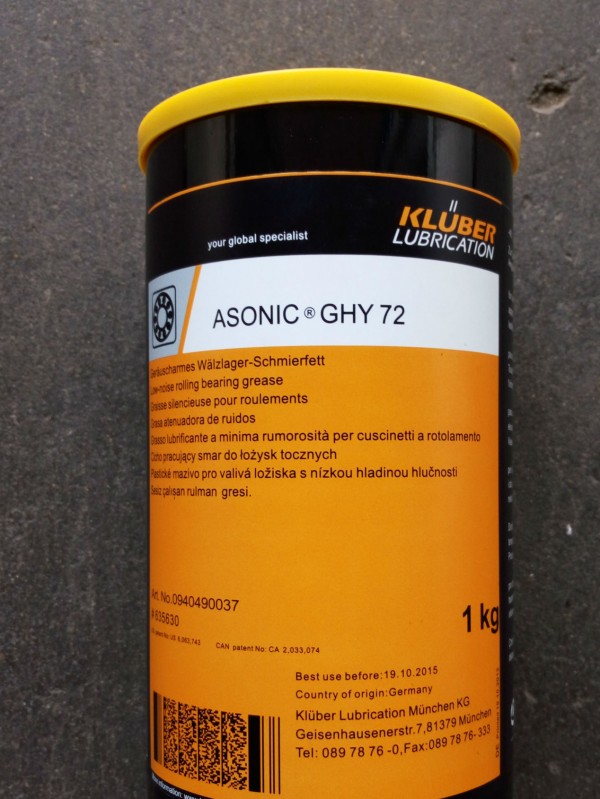 your global specialist
KLÜBER
LUBRICATION
ASONIC® GHY 72
Geräuscharmes Wälzlager-Schmierfett
Low-noise rolling bearing grease
Graisse silencieuse pour roulements
Grasa atenuadora de ruidos
Grasso lubrificante a minima rumorosità per cuscinetti a rotolamento
Cicho pracujący smar do łożysk tocznych
Plastické mazivo pro valivá ložiska s nízkou hladinou hlučnosti
Sesiz çalisan rulman gresi.
Art. No.0940490037
# 635630
1 kg
CAN patent No: CA 2,033,074
Best use before:19.10.2015
Country of origin:Germany
Klüber Lubrication München KG
Geisenhausenerstr.7,81379 München
Tel: 089 78 76 -0,Fax:089 78 76- 333